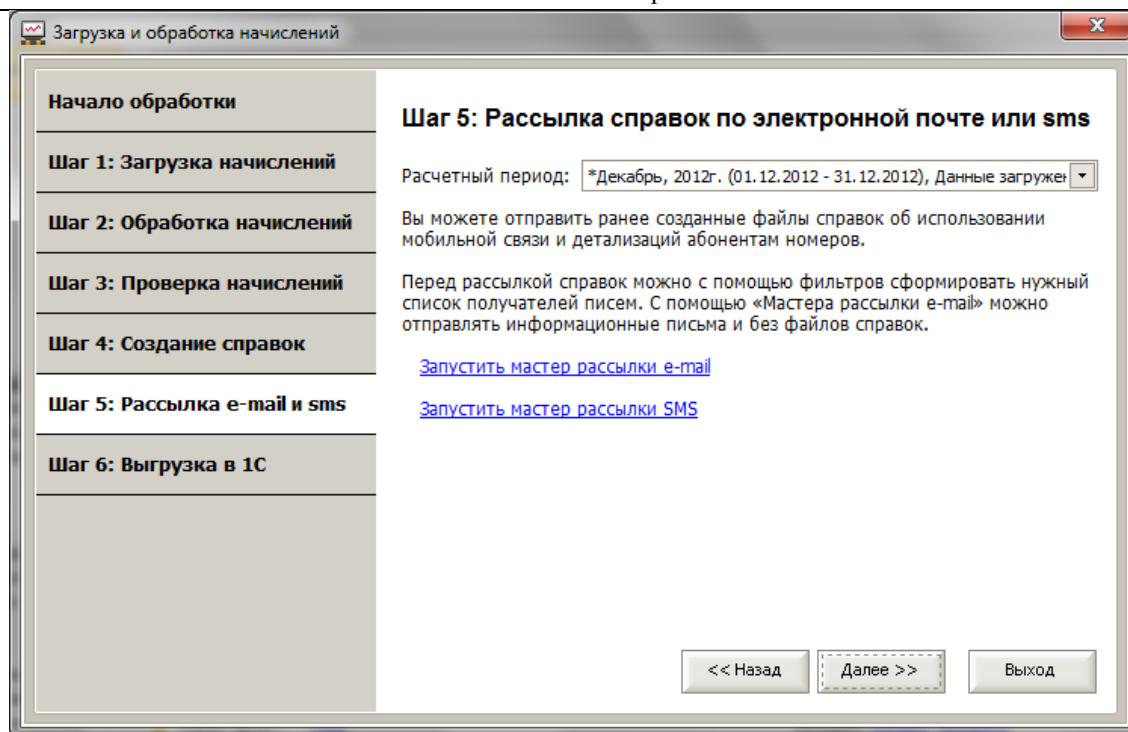 Загрузка и обработка начислений
Начало обработки
Шаг 1: Загрузка начислений
Шаг 2: Обработка начислений
Шаг 3: Проверка начислений
Шаг 4: Создание справок
Шаг 5: Рассылка e-mail и sms
Шаг 6: Выгрузка в 1С
Шаг 5: Рассылка справок по электронной почте или sms
Расчетный период: *Декабрь, 2012г. (01.12.2012 - 31.12.2012), Данные загружен
Вы можете отправить ранее созданные файлы справок об использовании
мобильной связи и детализаций абонентам номеров.
Перед рассылкой справок можно с помощью фильтров сформировать нужный
список получателей писем. С помощью «Мастера рассылки e-mail» можно
отправлять информационные письма и без файлов справок.
Запустить мастер рассылки e-mail
Запустить мастер рассылки SMS
<< Назад
Далее >>
Выход